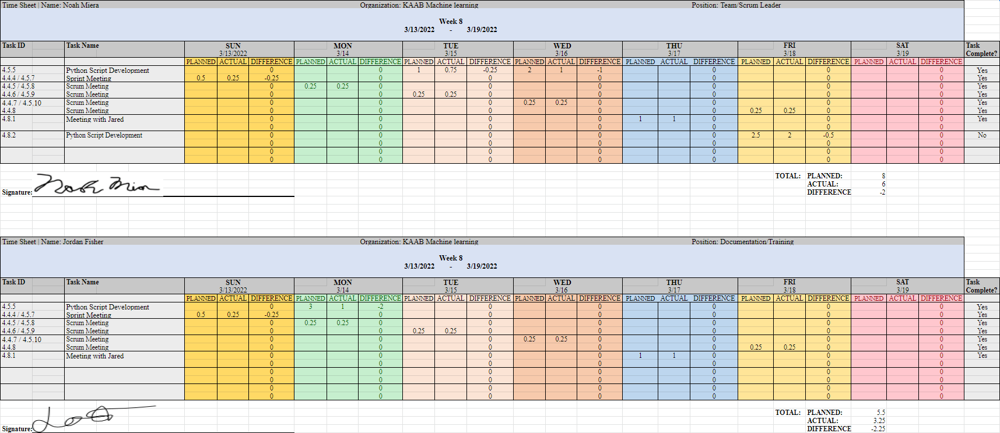 Time Sheet | Name: Noah Miera Organization: KAAB Machine learning Position: Team/Scrum Leader
Week 8
3/13/2022 - 3/19/2022
Task ID Task Name SUN MON TUE WED THU FRI SAT Task
3/13/2022 3/14 3/15 3/16 3/17 3/18 3/19 Complete?
PLANNED ACTUAL DIFFERENCE PLANNED ACTUAL DIFFERENCE PLANNED ACTUAL DIFFERENCE PLANNED ACTUAL DIFFERENCE PLANNED ACTUAL DIFFERENCE PLANNED ACTUAL DIFFERENCE PLANNED ACTUAL DIFFERENCE
4.5.5 Python Script Development 0 0 1 0.75 -0.25 2 1 -1 0 0 0 Yes
4.4.4 / 4.5.7 Sprint Meeting 0.5 0.25 -0.25 0 0 0 0 0 0 Yes
4.4.5 / 4.5.8 Scrum Meeting 0 0.25 0.25 0 0 0 0 0 0 Yes
4.4.6 / 4.5.9 Scrum Meeting 0 0 0.25 0.25 0 0 0 0 0 Yes
4.4.7 / 4.5.10 Scrum Meeting 0 0 0 0.25 0.25 0 0 0 0 Yes
4.4.8 Scrum Meeting 0 0 0 0 0 0.25 0.25 0 0 Yes
4.8.1 Meeting with Jared 0 0 0 0 1 1 0 0 0 Yes
0 0 0 0 0 0 0
4.8.2 Python Script Development 0 0 0 0 0 2.5 2 -0.5 0 No
0 0 0 0 0 0 0
0 0 0 0 0 0 0
0 0 0 0 0 0 0
TOTAL: PLANNED: 8
ACTUAL: 6
Signature: Noah Miera DIFFERENCE -2
Time Sheet | Name: Jordan Fisher Organization: KAAB Machine learning Position: Documentation/Training
Week 8
3/13/2022 - 3/19/2022
Task ID Task Name SUN MON TUE WED THU FRI SAT Task
3/13/2022 3/14 3/15 3/16 3/17 3/18 3/19 Complete?
PLANNED ACTUAL DIFFERENCE PLANNED ACTUAL DIFFERENCE PLANNED ACTUAL DIFFERENCE PLANNED ACTUAL DIFFERENCE PLANNED ACTUAL DIFFERENCE PLANNED ACTUAL DIFFERENCE PLANNED ACTUAL DIFFERENCE
4.5.5 Python Script Development 0 3 1 -2 0 0 0 0 0 Yes
4.4.4 / 4.5.7 Sprint Meeting 0.5 0.25 -0.25 0 0 0 0 0 0 Yes
4.4.5 / 4.5.8 Scrum Meeting 0 0.25 0.25 0 0 0 0 0 0 Yes
4.4.6 / 4.5.9 Scrum Meeting 0 0 0.25 0.25 0 0 0 0 0 Yes
4.4.7 / 4.5.10 Scrum Meeting 0 0 0 0.25 0.25 0 0 0 0 Yes
4.4.8 Scrum Meeting 0 0 0 0 0 0.25 0.25 0 0 Yes
4.8.1 Meeting with Jared 0 0 0 0 1 1 0 0 0 Yes
0 0 0 0 0 0 0
0 0 0 0 0 0 0
0 0 0 0 0 0 0
0 0 0 0 0 0 0
0 0 0 0 0 0 0
TOTAL: PLANNED: 5.5
ACTUAL: 3.25
Signature: DIFFERENCE -2.25